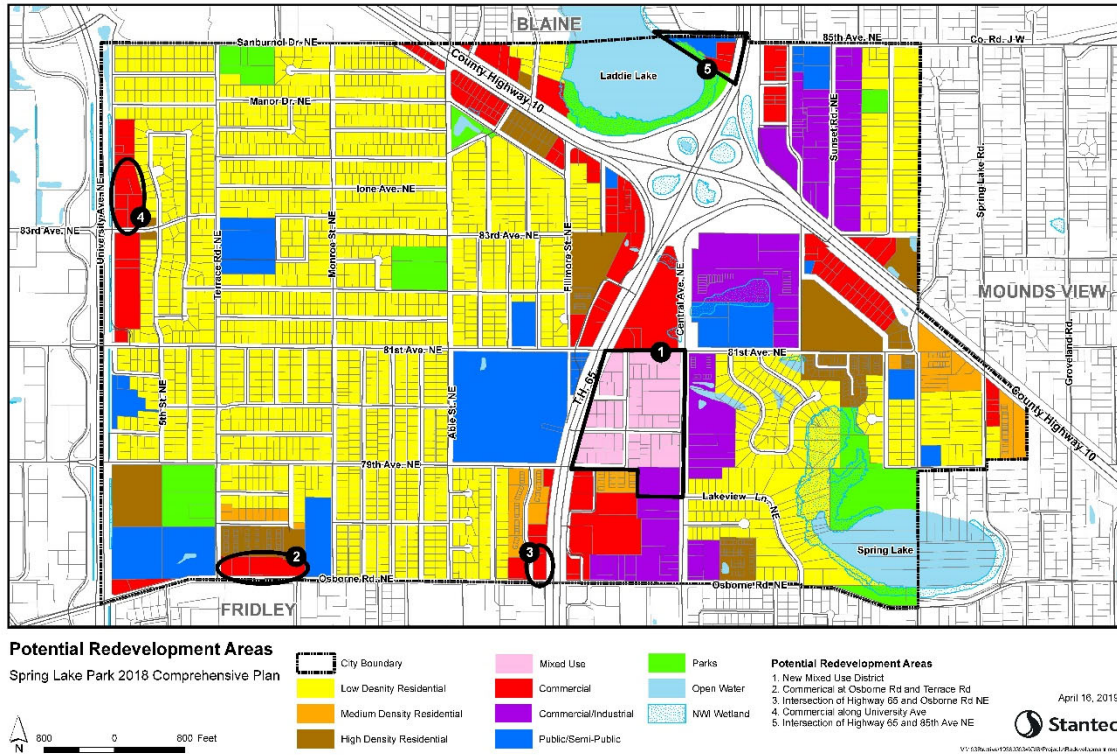 BLAINE
Sanburnol Dr. NE
85th Ave. NE
Co. Rd. J W
County Highway 10
Laddie Lake
5
Manor Dr. NE
Sunset Rd. NE
Spring Lake Rd.
University Ave. NE
Ione Ave. NE
4
83rd Ave. NE
Terrace Rd. NE
Monroe St. NE
83rd Ave. NE
Fillmore St. NE
Central Ave. NE
MOUNDS VIEW
Groveland Rd.
81st Ave. NE
1
81st Ave. NE
T.H. 65
5th St. NE
Able St. NE
County Highway 10
79th Ave. NE
Lakeview Ln. NE
Spring Lake
2
3
Osborne Rd. NE
Osborne Rd. NE
FRIDLEY
Potential Redevelopment Areas
Spring Lake Park 2018 Comprehensive Plan
N
800 0 800 Feet
City Boundary
Low Desnity Residential
Medium Density Residential
High Density Residential
Mixed Use
Commercial
Commercial/Industrial
Public/Semi-Public
Parks
Open Water
NWI Wetland
Potential Redevelopment Areas
1. New Mixed Use District
2. Commerical at Osborne Rd and Terrace Rd
3. Intersection of Highway 65 and Osborne Rd NE
4. Commercial along University Ave
5. Intersection of Highway 65 and 85th Ave NE
April 16, 2019
Stantec